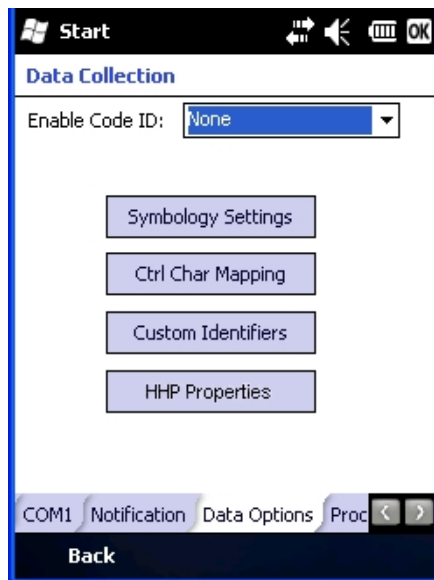 Start OK
Data Collection
Enable Code ID: None
Symbology Settings
Ctrl Char Mapping
Custom Identifiers
HHP Properties
COM1 Notification Data Options Proc
Back